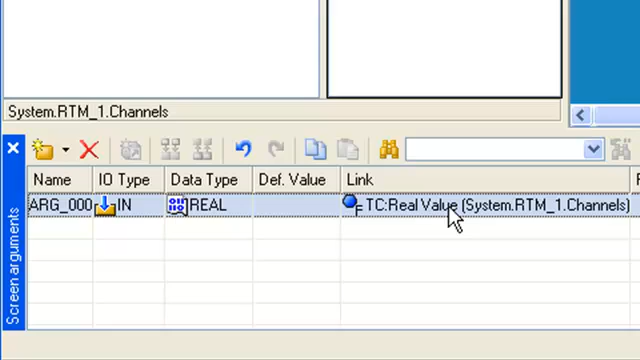 System.RTM_1.Channels
Name IO Type Data Type Def. Value Link
ARG_000 IN REAL TC:Real Value (System.RTM_1.Channels)
Screen arguments